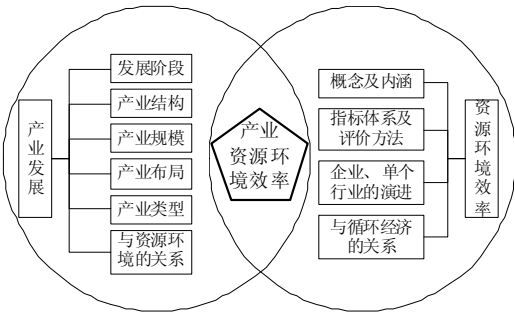 产业发展
发展阶段
产业结构
产业规模
产业布局
产业类型
与资源环
境的关系
产业
资源环
境效率
概念及内涵
指标体系及
评价方法
企业、单个
行业的演进
与循环经济
的关系
资源环境效率